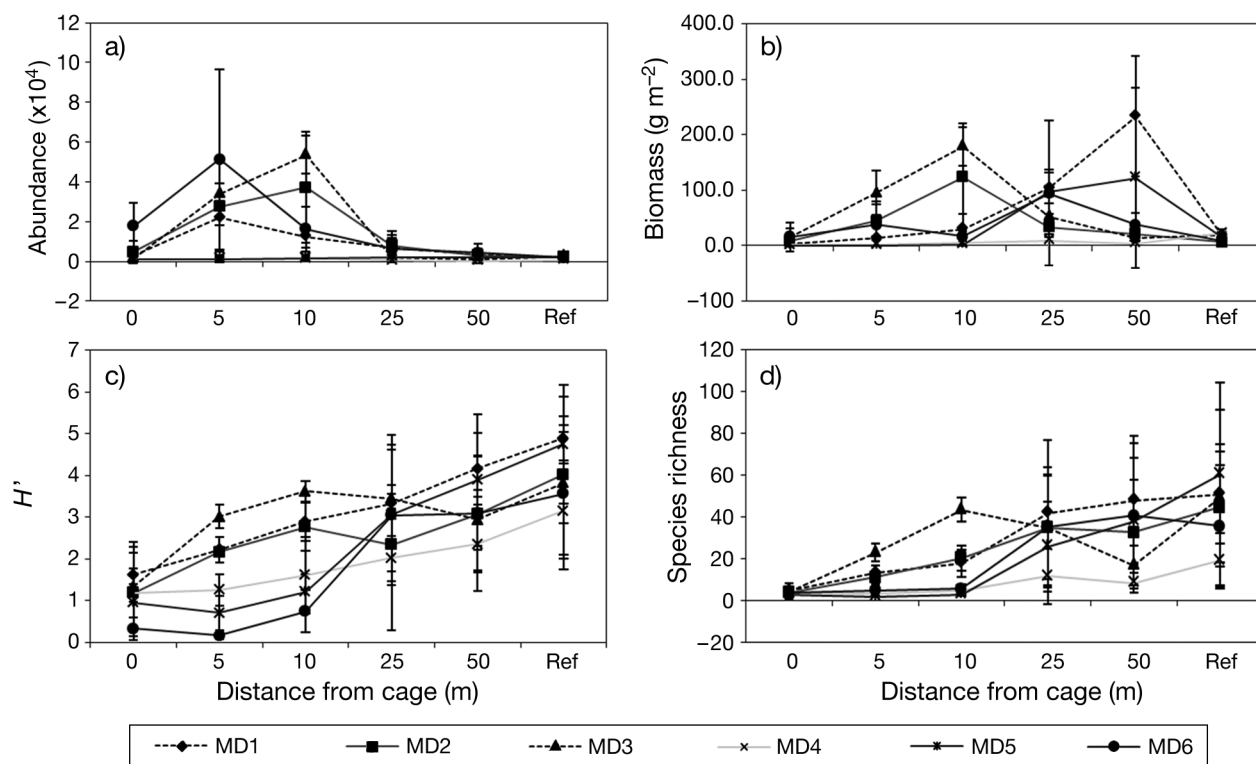 a)
Abundance (x10⁴)
12
10
8
6
4
2
0
−2
0 5 10 25 50 Ref
b)
Biomass (g m⁻²)
400.0
300.0
200.0
100.0
0.0
−100
0 5 10 25 50 Ref
c)
H’
7
6
5
4
3
2
1
0
0 5 10 25 50 Ref
Distance from cage (m)
d)
Species richness
120
100
80
60
40
20
0
−20
0 5 10 25 50 Ref
Distance from cage (m)
MD1 MD2 MD3 MD4 MD5 MD6